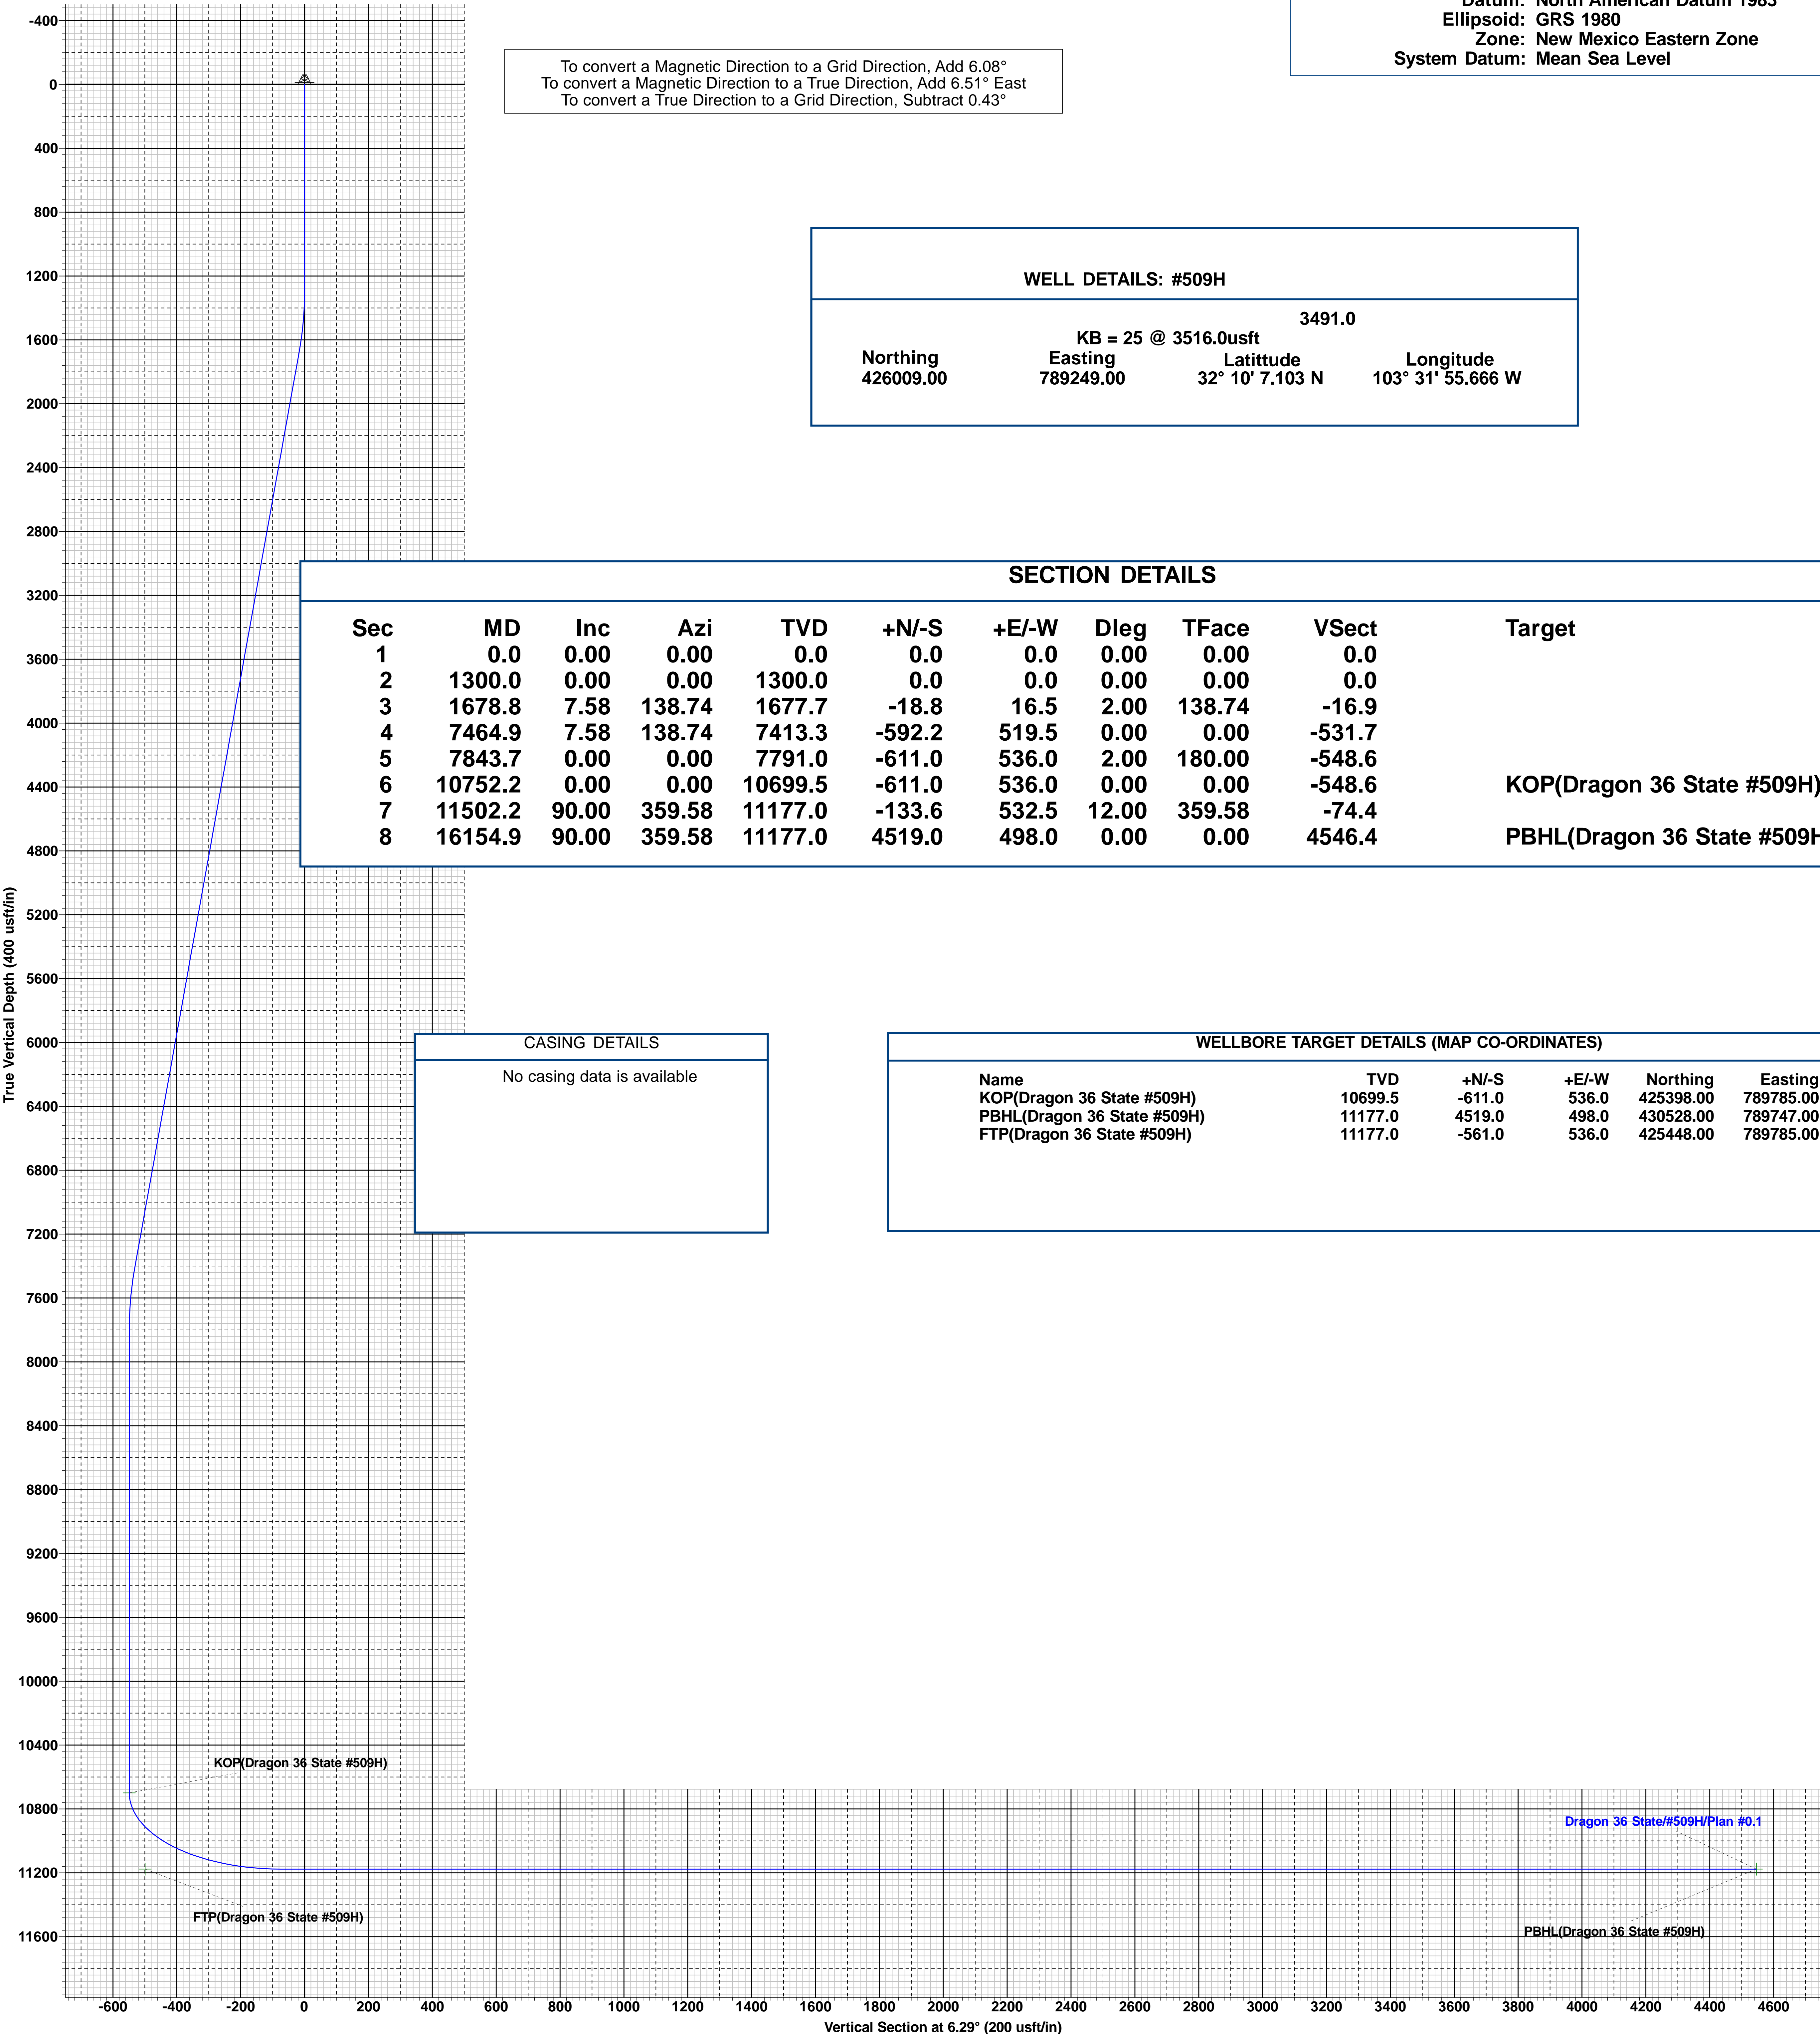 Datum: North American Datum 1983
Ellipsoid: GRS 1980
Zone: New Mexico Eastern Zone
System Datum: Mean Sea Level
To convert a Magnetic Direction to a Grid Direction, Add 6.08°
To convert a Magnetic Direction to a True Direction, Add 6.51° East
To convert a True Direction to a Grid Direction, Subtract 0.43°
WELL DETAILS: #509H
3491.0
KB = 25 @ 3516.0usft
Northing Easting Latittude Longitude
426009.00 789249.00 32° 10' 7.103 N 103° 31' 55.666 W
SECTION DETAILS
Sec MD Inc Azi TVD +N/-S +E/-W Dleg TFace VSect Target
1 0.0 0.00 0.00 0.0 0.0 0.0 0.00 0.00 0.0
2 1300.0 0.00 0.00 1300.0 0.0 0.0 0.00 0.00 0.0
3 1678.8 7.58 138.74 1677.7 -18.8 16.5 2.00 138.74 -16.9
4 7464.9 7.58 138.74 7413.3 -592.2 519.5 0.00 0.00 -531.7
5 7843.7 0.00 0.00 7791.0 -611.0 536.0 2.00 180.00 -548.6
6 10752.2 0.00 0.00 10699.5 -611.0 536.0 0.00 0.00 -548.6 KOP(Dragon 36 State #509H)
7 11502.2 90.00 359.58 11177.0 -133.6 532.5 12.00 359.58 -74.4
8 16154.9 90.00 359.58 11177.0 4519.0 498.0 0.00 0.00 4546.4 PBHL(Dragon 36 State #509H
CASING DETAILS
No casing data is available
WELLBORE TARGET DETAILS (MAP CO-ORDINATES)
Name TVD +N/-S +E/-W Northing Easting
KOP(Dragon 36 State #509H) 10699.5 -611.0 536.0 425398.00 789785.00
PBHL(Dragon 36 State #509H) 11177.0 4519.0 498.0 430528.00 789747.00
FTP(Dragon 36 State #509H) 11177.0 -561.0 536.0 425448.00 789785.00
True Vertical Depth (400 usft/in)
-400
0
400
800
1200
1600
2000
2400
2800
3200
3600
4000
4400
4800
5200
5600
6000
6400
6800
7200
7600
8000
8400
8800
9200
9600
10000
10400
10800
11200
11600
KOP(Dragon 36 State #509H)
Dragon 36 State/#509H/Plan #0.1
FTP(Dragon 36 State #509H)
PBHL(Dragon 36 State #509H)
-600 -400 -200 0 200 400 600 800 1000 1200 1400 1600 1800 2000 2200 2400 2600 2800 3000 3200 3400 3600 3800 4000 4200 4400 4600
Vertical Section at 6.29° (200 usft/in)